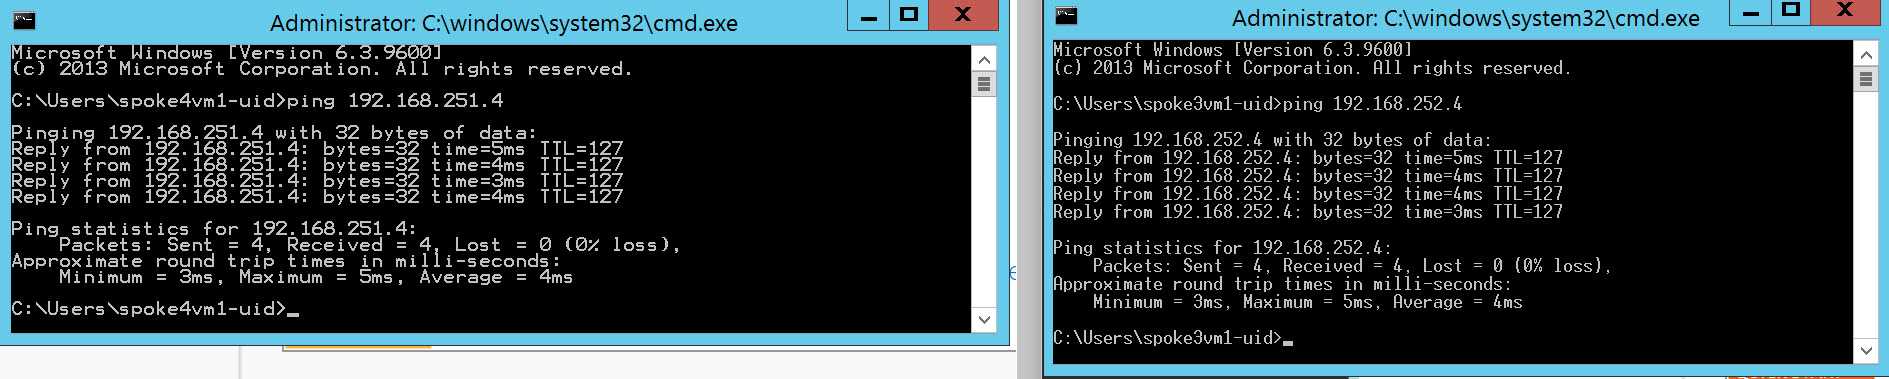 Administrator: C:\windows\system32\cmd.exe
Microsoft Windows [Version 6.3.9600]
(c) 2013 Microsoft Corporation. All rights reserved.
C:\Users\spoke4vm1-uid>ping 192.168.251.4
Pinging 192.168.251.4 with 32 bytes of data:
Reply from 192.168.251.4: bytes=32 time=5ms TTL=127
Reply from 192.168.251.4: bytes=32 time=4ms TTL=127
Reply from 192.168.251.4: bytes=32 time=3ms TTL=127
Reply from 192.168.251.4: bytes=32 time=4ms TTL=127
Ping statistics for 192.168.251.4:
Packets: Sent = 4, Received = 4, Lost = 0 (0% loss),
Approximate round trip times in milli-seconds:
Minimum = 3ms, Maximum = 5ms, Average = 4ms
C:\Users\spoke4vm1-uid>_
Administrator: C:\windows\system32\cmd.exe
Microsoft Windows [Version 6.3.9600]
(c) 2013 Microsoft Corporation. All rights reserved.
C:\Users\spoke3vm1-uid>ping 192.168.252.4
Pinging 192.168.252.4 with 32 bytes of data:
Reply from 192.168.252.4: bytes=32 time=5ms TTL=127
Reply from 192.168.252.4: bytes=32 time=4ms TTL=127
Reply from 192.168.252.4: bytes=32 time=4ms TTL=127
Reply from 192.168.252.4: bytes=32 time=3ms TTL=127
Ping statistics for 192.168.252.4:
Packets: Sent = 4, Received = 4, Lost = 0 (0% loss),
Approximate round trip times in milli-seconds:
Minimum = 3ms, Maximum = 5ms, Average = 4ms
C:\Users\spoke3vm1-uid>_